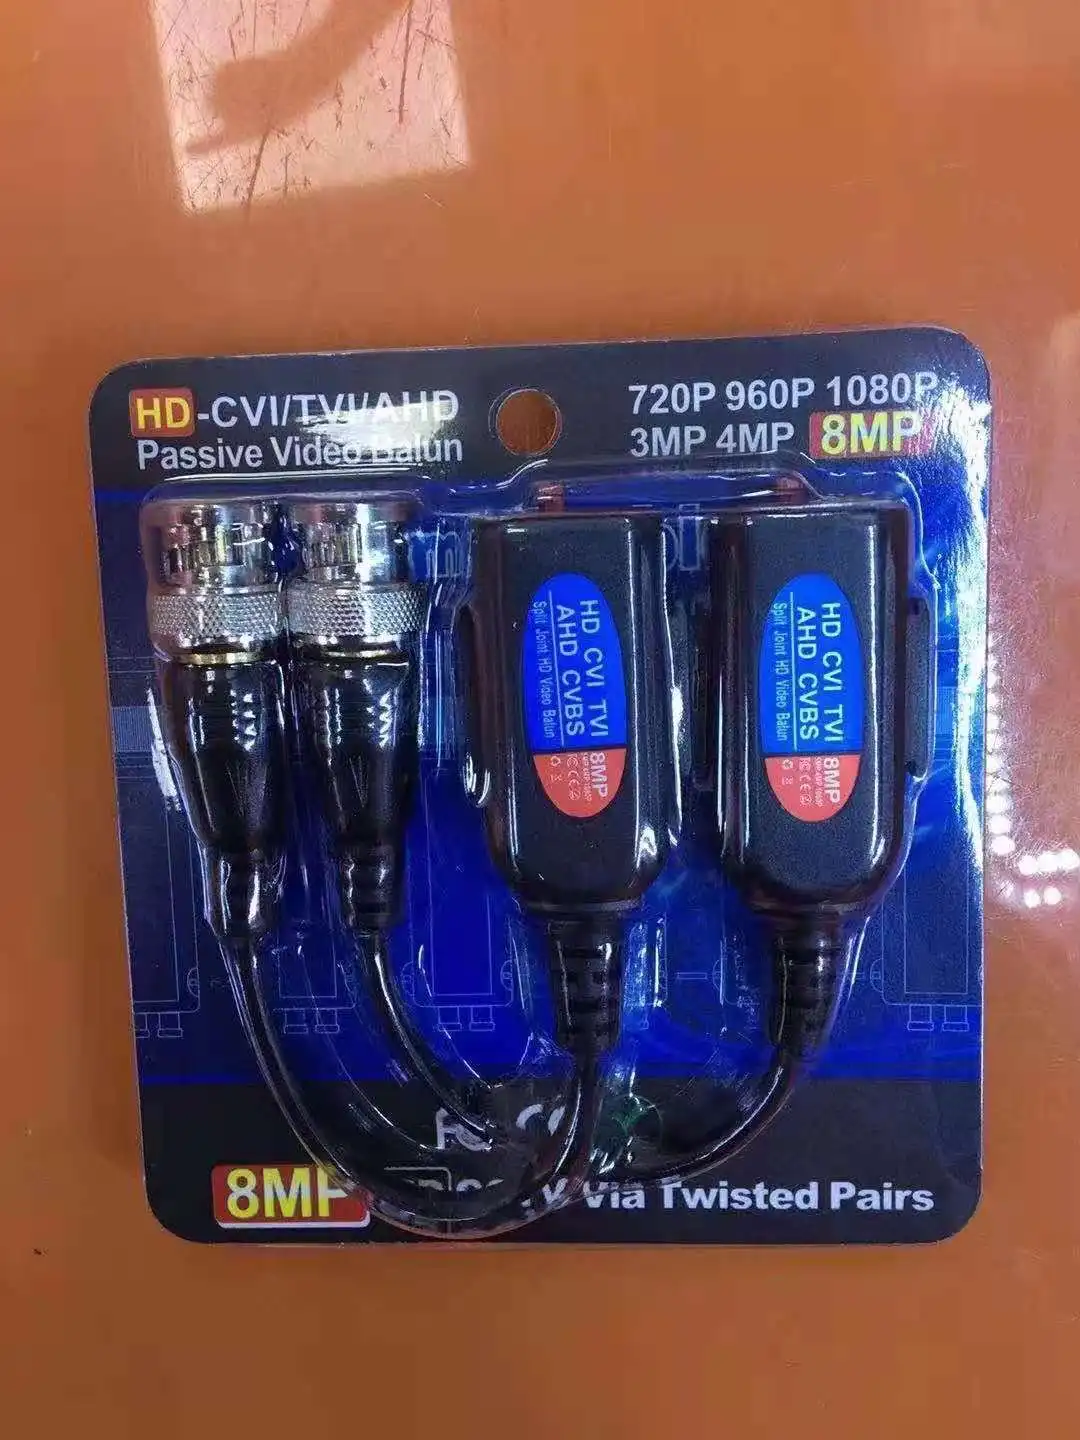 HD-CVI/TVI/AHD
Passive Video Balun
720P 960P 1080P
3MP 4MP 8MP
HD CVI TVI
AHD CVBS
Split Joint HD Video Balun
8MP
HD CVI TVI
AHD CVBS
Split Joint HD Video Balun
8MP
8MP Via Twisted Pairs